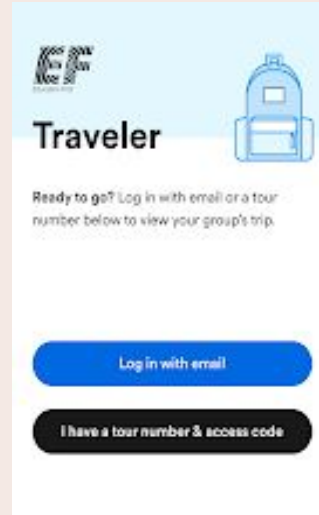 EF
Traveler
Ready to go? Log in with email or a tour
number below to view your group's trip.
Log in with email
I have a tour number & access code